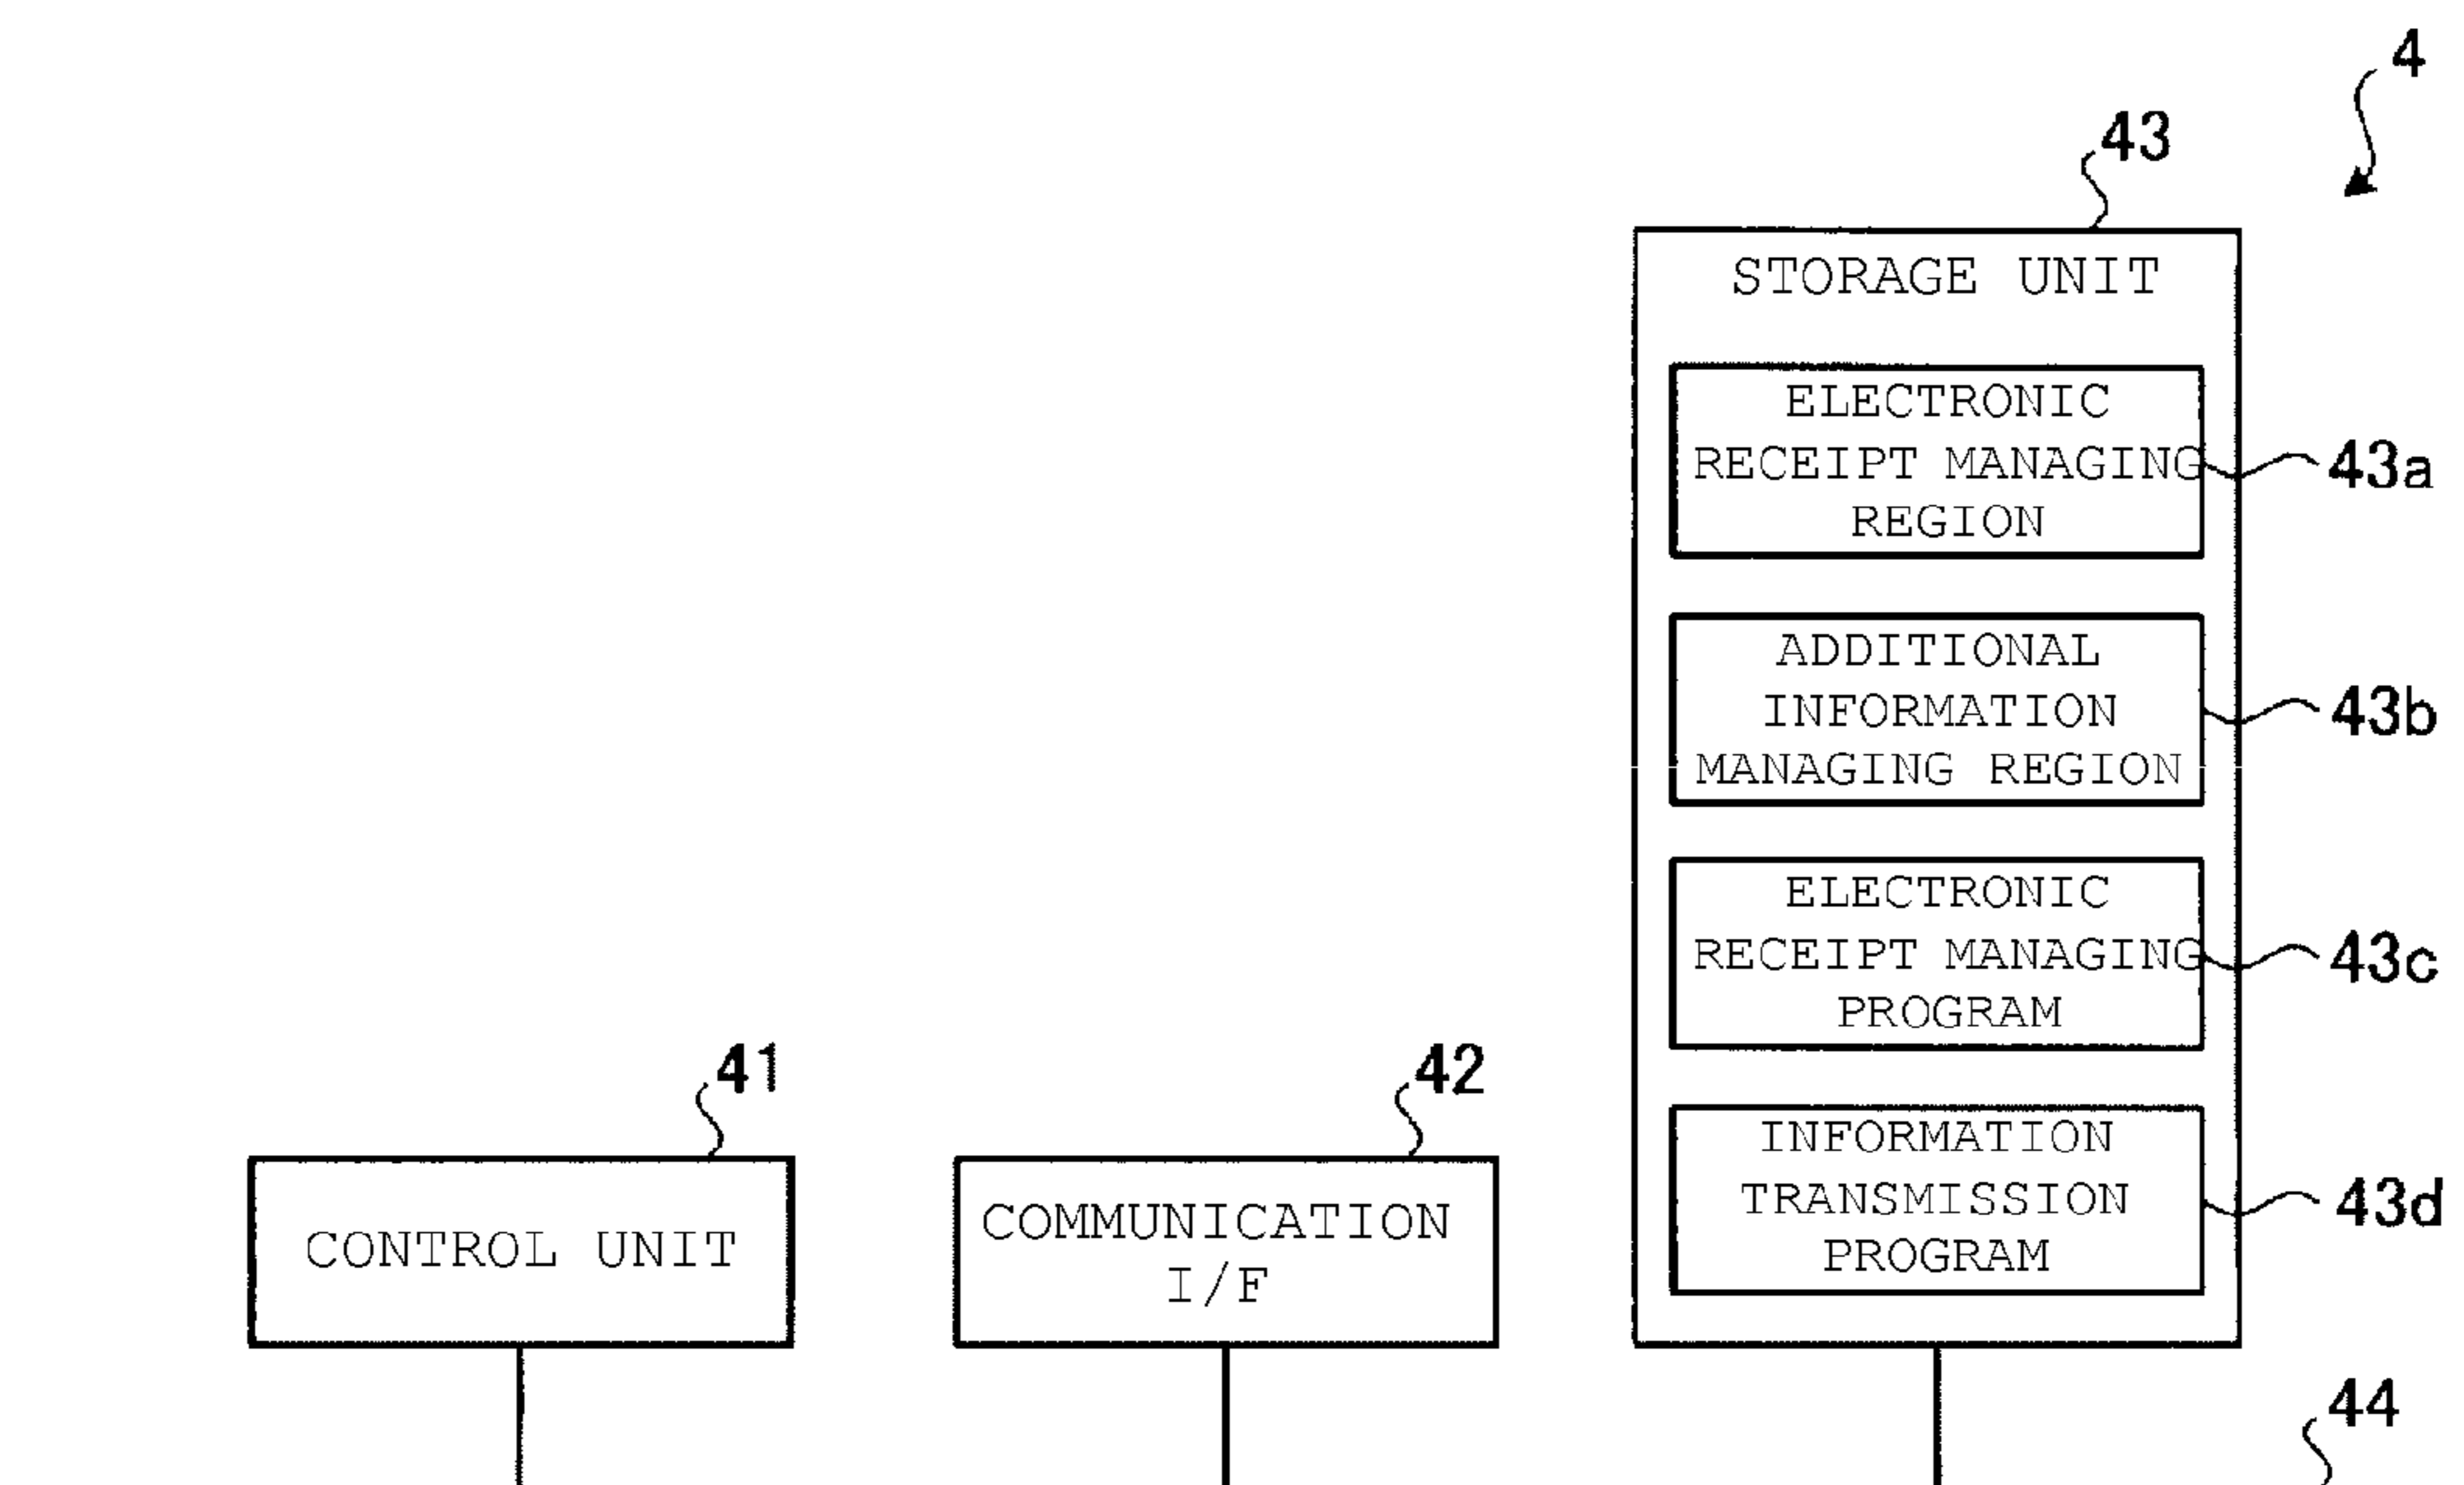 4
43
STORAGE UNIT
ELECTRONIC
RECEIPT MANAGING
REGION
43a
ADDITIONAL
INFORMATION
MANAGING REGION
43b
ELECTRONIC
RECEIPT MANAGING
PROGRAM
43c
INFORMATION
TRANSMISSION
PROGRAM
43d
41
CONTROL UNIT
42
COMMUNICATION
I/F
44